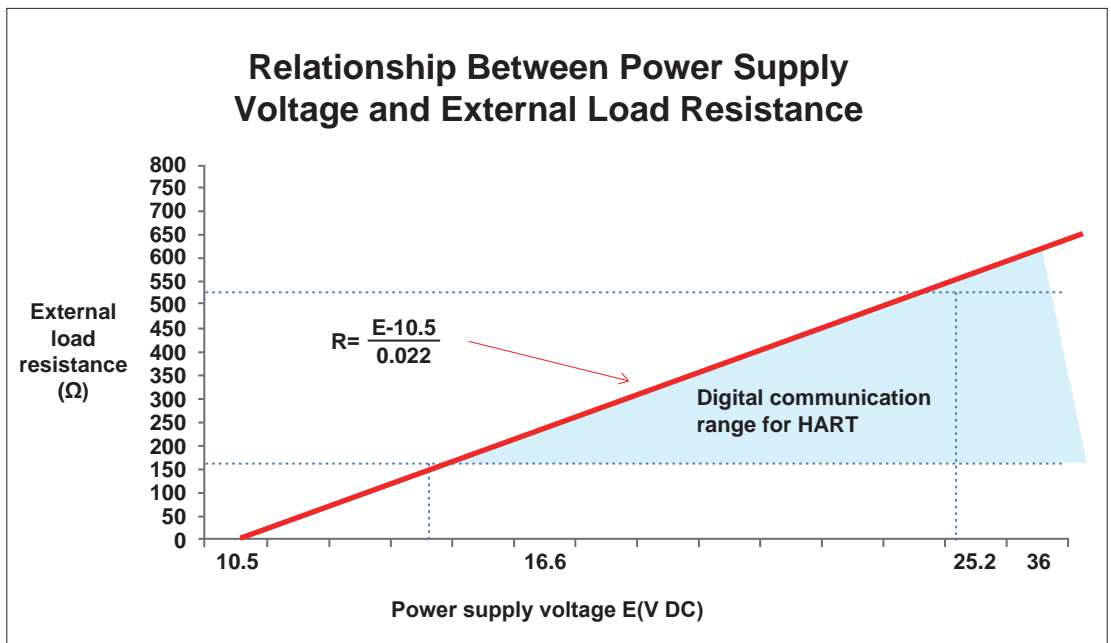 Relationship Between Power Supply
Voltage and External Load Resistance
800
750
700
650
600
550
500
450
400
350
300
250
200
150
100
50
0
External
load
resistance
(Ω)
R= E-10.5
0.022
Digital communication
range for HART
10.5 16.6 25.2 36
Power supply voltage E(V DC)